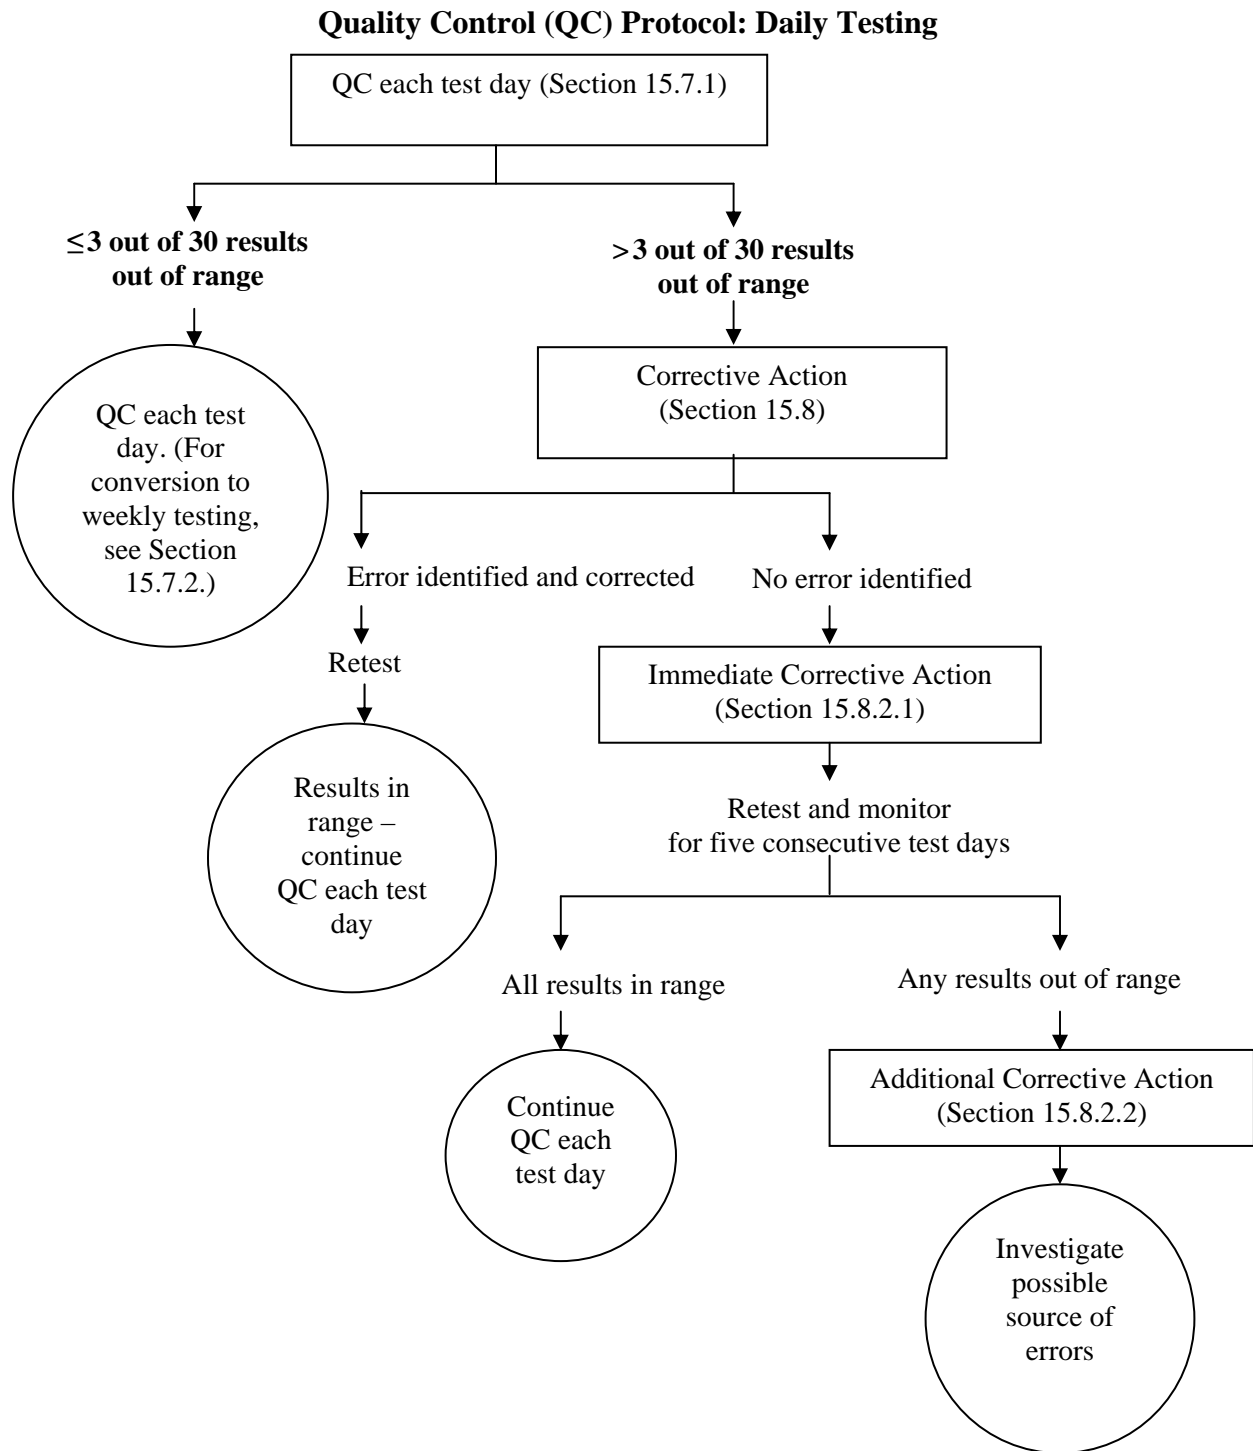 Quality Control (QC) Protocol: Daily Testing
QC each test day (Section 15.7.1)
≤3 out of 30 results
out of range
>3 out of 30 results
out of range
QC each test
day. (For
conversion to
weekly testing,
see Section
15.7.2.)
Corrective Action
(Section 15.8)
Error identified and corrected
No error identified
Retest
Immediate Corrective Action
(Section 15.8.2.1)
Results in
range –
continue
QC each test
day
Retest and monitor
for five consecutive test days
All results in range
Any results out of range
Continue
QC each
test day
Additional Corrective Action
(Section 15.8.2.2)
Investigate
possible
source of
errors